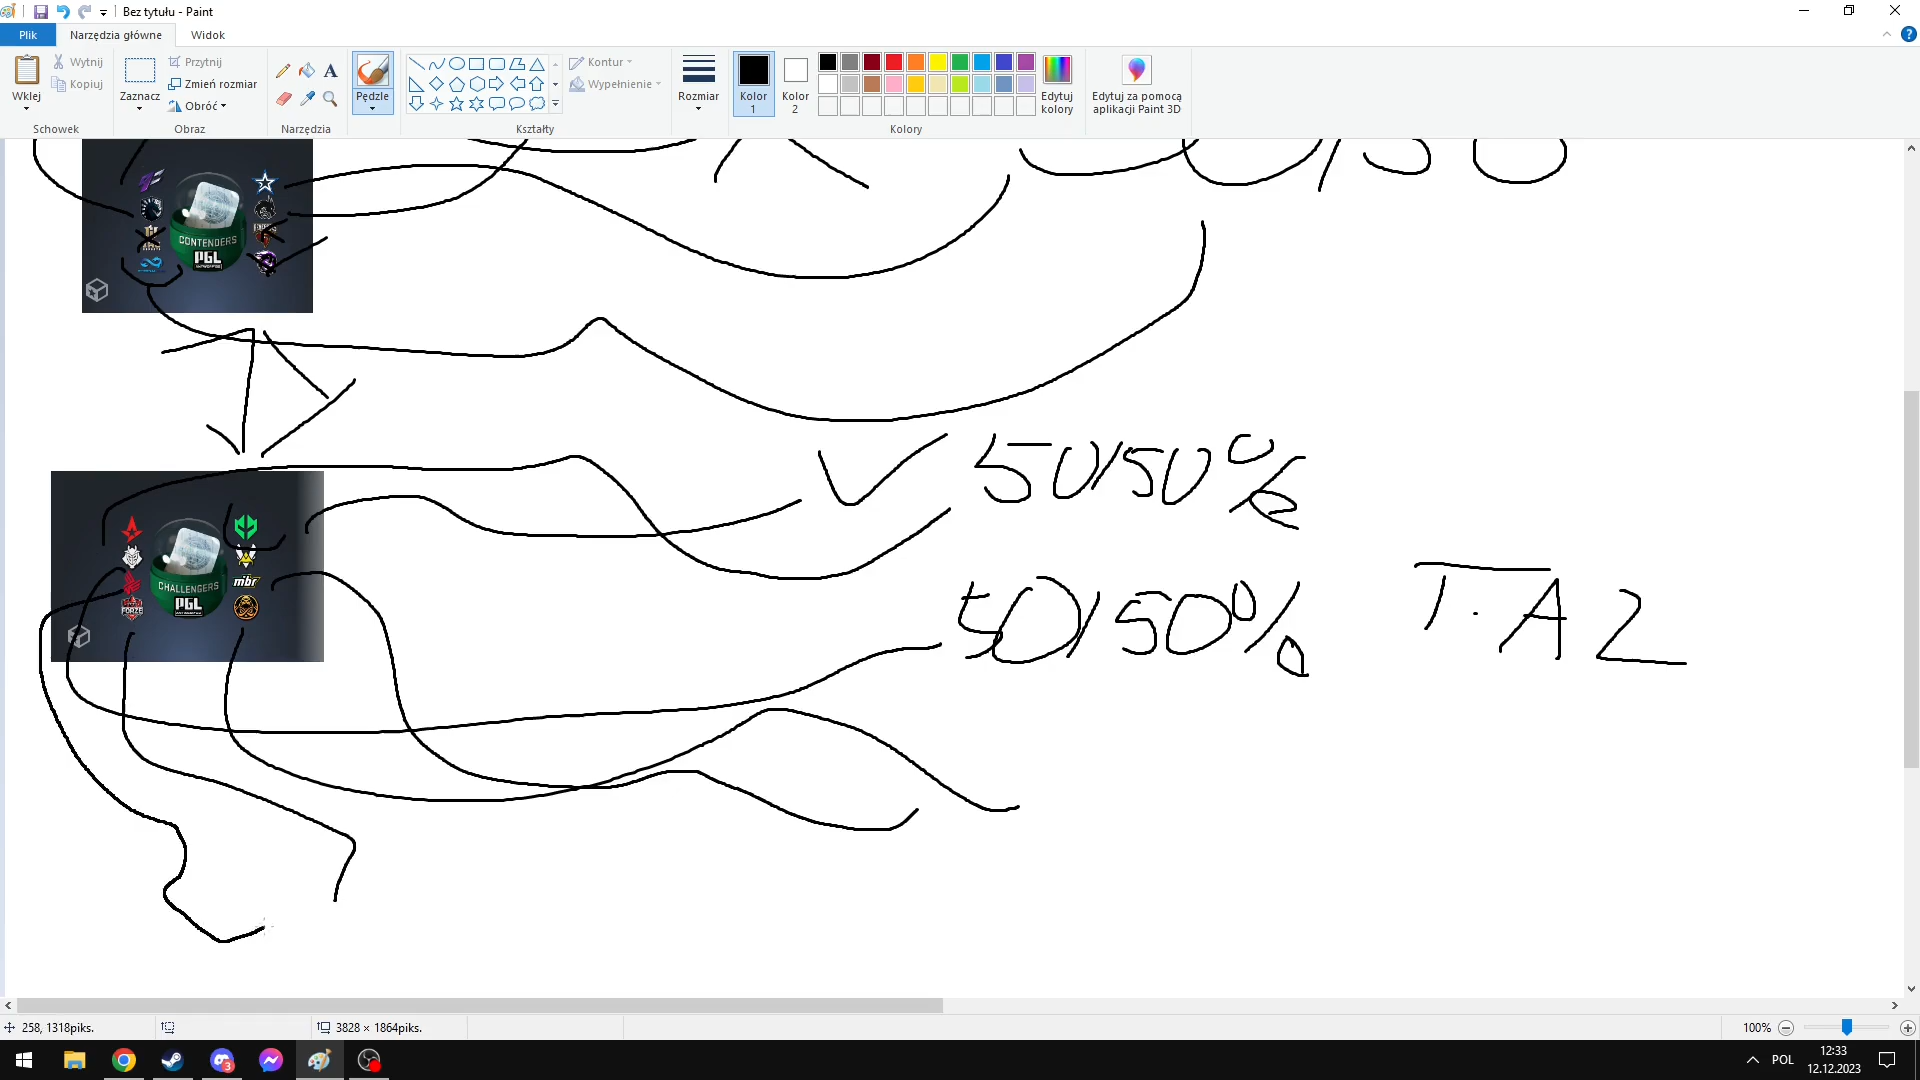 Bez tytułu - Paint
Plik Narzędzia główne Widok
Wklej Wytnij Kopiuj
Zaznacz Przytnij Zmień rozmiar Obróć
A
Pędzle
Kontur
Wypełnienie
Rozmiar
Kolor 1
Kolor 2
Edytuj kolory
Edytuj za pomocą aplikacji Paint 3D
Schowek Obraz Narzędzia Kształty Kolory
CONTENDERS
PGL
50/50%
CHALLENGERS
PGL
mibr
FORZE
50/50% T.A2
258, 1318piks. 3828 × 1864piks. 100%
3
POL
12:33
12.12.2023